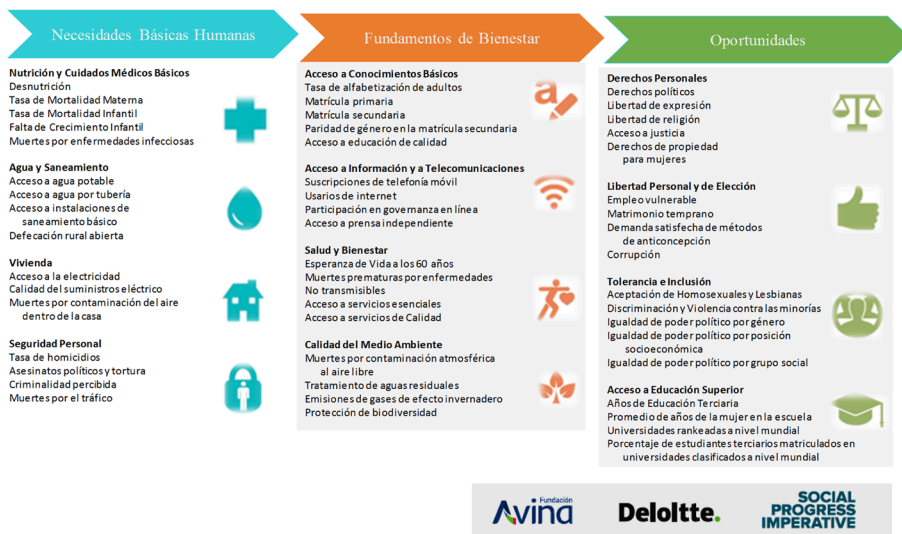 Necesidades Básicas Humanas
Nutrición y Cuidados Médicos Básicos
Desnutrición
Tasa de Mortalidad Materna
Tasa de Mortalidad Infantil
Falta de Crecimiento Infantil
Muertes por enfermedades infecciosas
Agua y Saneamiento
Acceso a agua potable
Acceso a agua por tubería
Acceso a instalaciones de
saneamiento básico
Defecación rural abierta
Vivienda
Acceso a la electricidad
Calidad del suministros eléctrico
Muertes por contaminación del aire
dentro de la casa
Seguridad Personal
Tasa de homicidios
Asesinatos políticos y tortura
Criminalidad percibida
Muertes por el tráfico
Fundamentos de Bienestar
Acceso a Conocimientos Básicos
Tasa de alfabetización de adultos
Matrícula primaria
Matrícula secundaria
Paridad de género en la matrícula secundaria
Acceso a educación de calidad
a
Acceso a Información y a Telecomunicaciones
Suscripciones de telefonía móvil
Usarios de internet
Participación en governanza en línea
Acceso a prensa independiente
Salud y Bienestar
Esperanza de Vida a los 60 años
Muertes prematuras por enfermedades
No transmisibles
Acceso a servicios esenciales
Acceso a servicios de Calidad
Calidad del Medio Ambiente
Muertes por contaminación atmosférica
al aire libre
Tratamiento de aguas residuales
Emisiones de gases de efecto invernadero
Protección de biodiversidad
Oportunidades
Derechos Personales
Derechos políticos
Libertad de expresión
Libertad de religión
Acceso a justicia
Derechos de propiedad
para mujeres
Libertad Personal y de Elección
Empleo vulnerable
Matrimonio temprano
Demanda satisfecha de métodos
de anticoncepción
Corrupción
Tolerancia e Inclusión
Aceptación de Homosexuales y Lesbianas
Discriminación y Violencia contra las minorías
Igualdad de poder político por género
Igualdad de poder político por posición
socioeconómica
Igualdad de poder político por grupo social
Acceso a Educación Superior
Años de Educación Terciaria
Promedio de años de la mujer en la escuela
Universidades rankeadas a nivel mundial
Porcentaje de estudiantes terciarios matriculados en
universidades clasificados a nivel mundial
Fundación
Avina
Deloitte.
SOCIAL
PROGRESS
IMPERATIVE